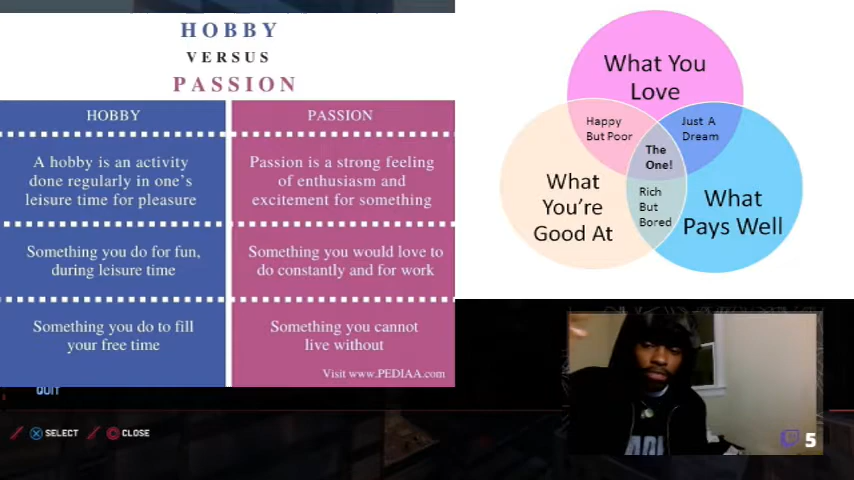 HOBBY
VERSUS
PASSION
HOBBY
A hobby is an activity
done regularly in one's
leisure time for pleasure
Something you do for fun,
during leisure time
Something you do to fill
your free time
PASSION
Passion is a strong feeling
of enthusiasm and
excitement for something
Something you would love to
do constantly and for work
Something you cannot
live without
Visit www.PEDIAA.com
What You
Love
Happy
But Poor
Just A
Dream
The
One!
What
You're
Good At
Rich
But
Bored
What
Pays Well
QUIT
SELECT
CLOSE
5